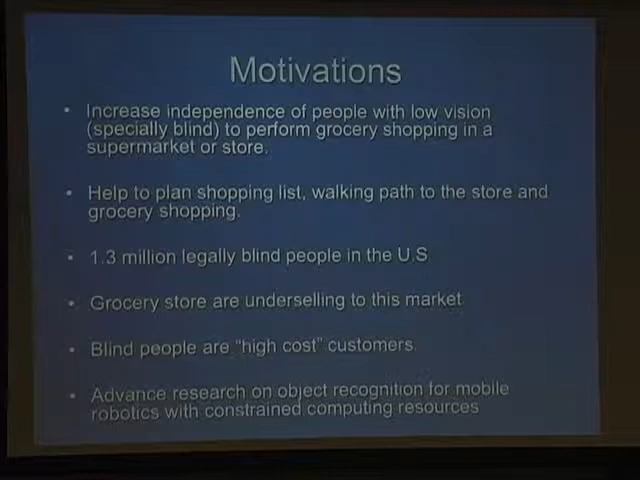 Motivations
• Increase independence of people with low vision
(specially blind) to perform grocery shopping in a
supermarket or store.
• Help to plan shopping list, walking path to the store and
grocery shopping.
• 1.3 million legally blind people in the U.S
• Grocery store are underselling to this market
• Blind people are "high cost" customers.
• Advance research on object recognition for mobile
robotics with constrained computing resources